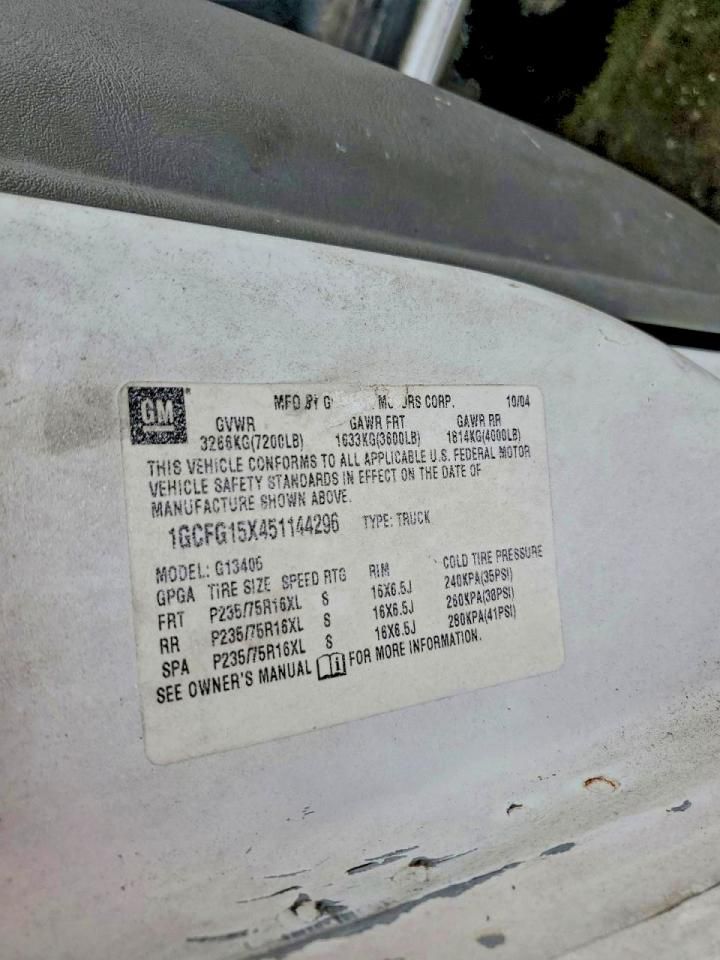 GM
MFD BY G MOTORS CORP. 10/04
GVWR GAWR FRT GAWR RR
3266KG(7200LB) 1633KG(3600LB) 1814KG(4000LB)
THIS VEHICLE CONFORMS TO ALL APPLICABLE U.S. FEDERAL MOTOR
VEHICLE SAFETY STANDARDS IN EFFECT ON THE DATE OF
MANUFACTURE SHOWN ABOVE.
1GCFG15X451144296 TYPE: TRUCK
MODEL: G13406
GPGA TIRE SIZE SPEED RTG RIM COLD TIRE PRESSURE
FRT P235/75R16XL S 16X6.5J 240KPA(35PSI)
RR P235/75R16XL S 16X6.5J 260KPA(38PSI)
SPA P235/75R16XL S 16X6.5J 280KPA(41PSI)
SEE OWNER'S MANUAL FOR MORE INFORMATION.